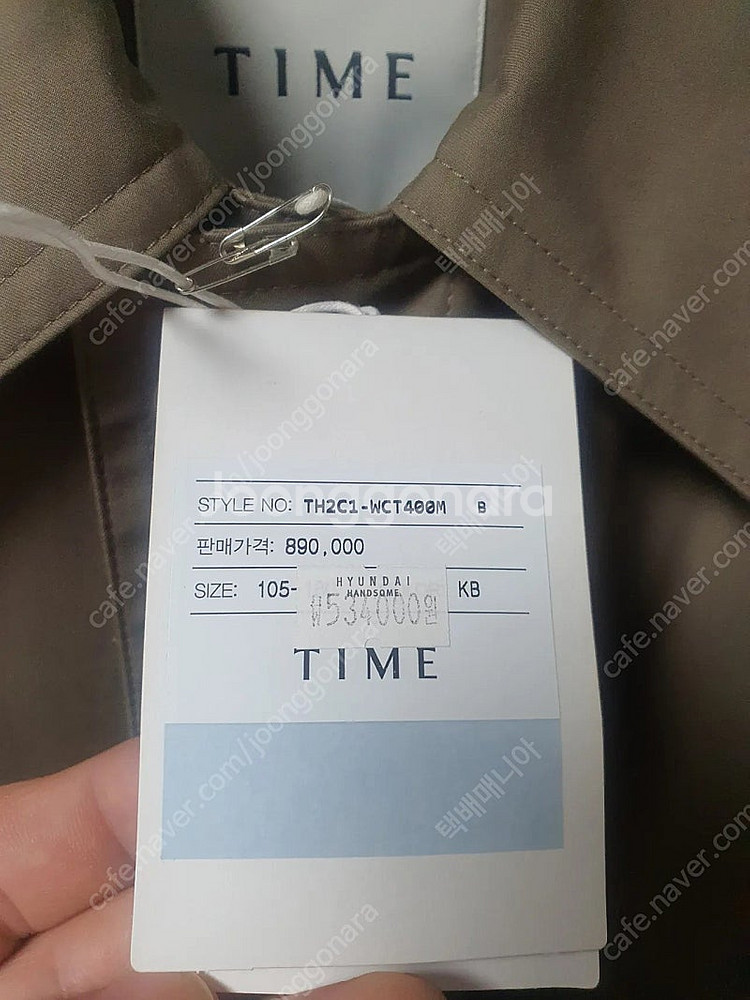 TIME
joonggonara
STYLE NO: TH2C1-WCT400M B
판매가격: 890,000
SIZE: 105- KB
HYUNDAI
HANDSOME
₩534000원
TIME
cafe.naver.com/joonggonara
택배매니아